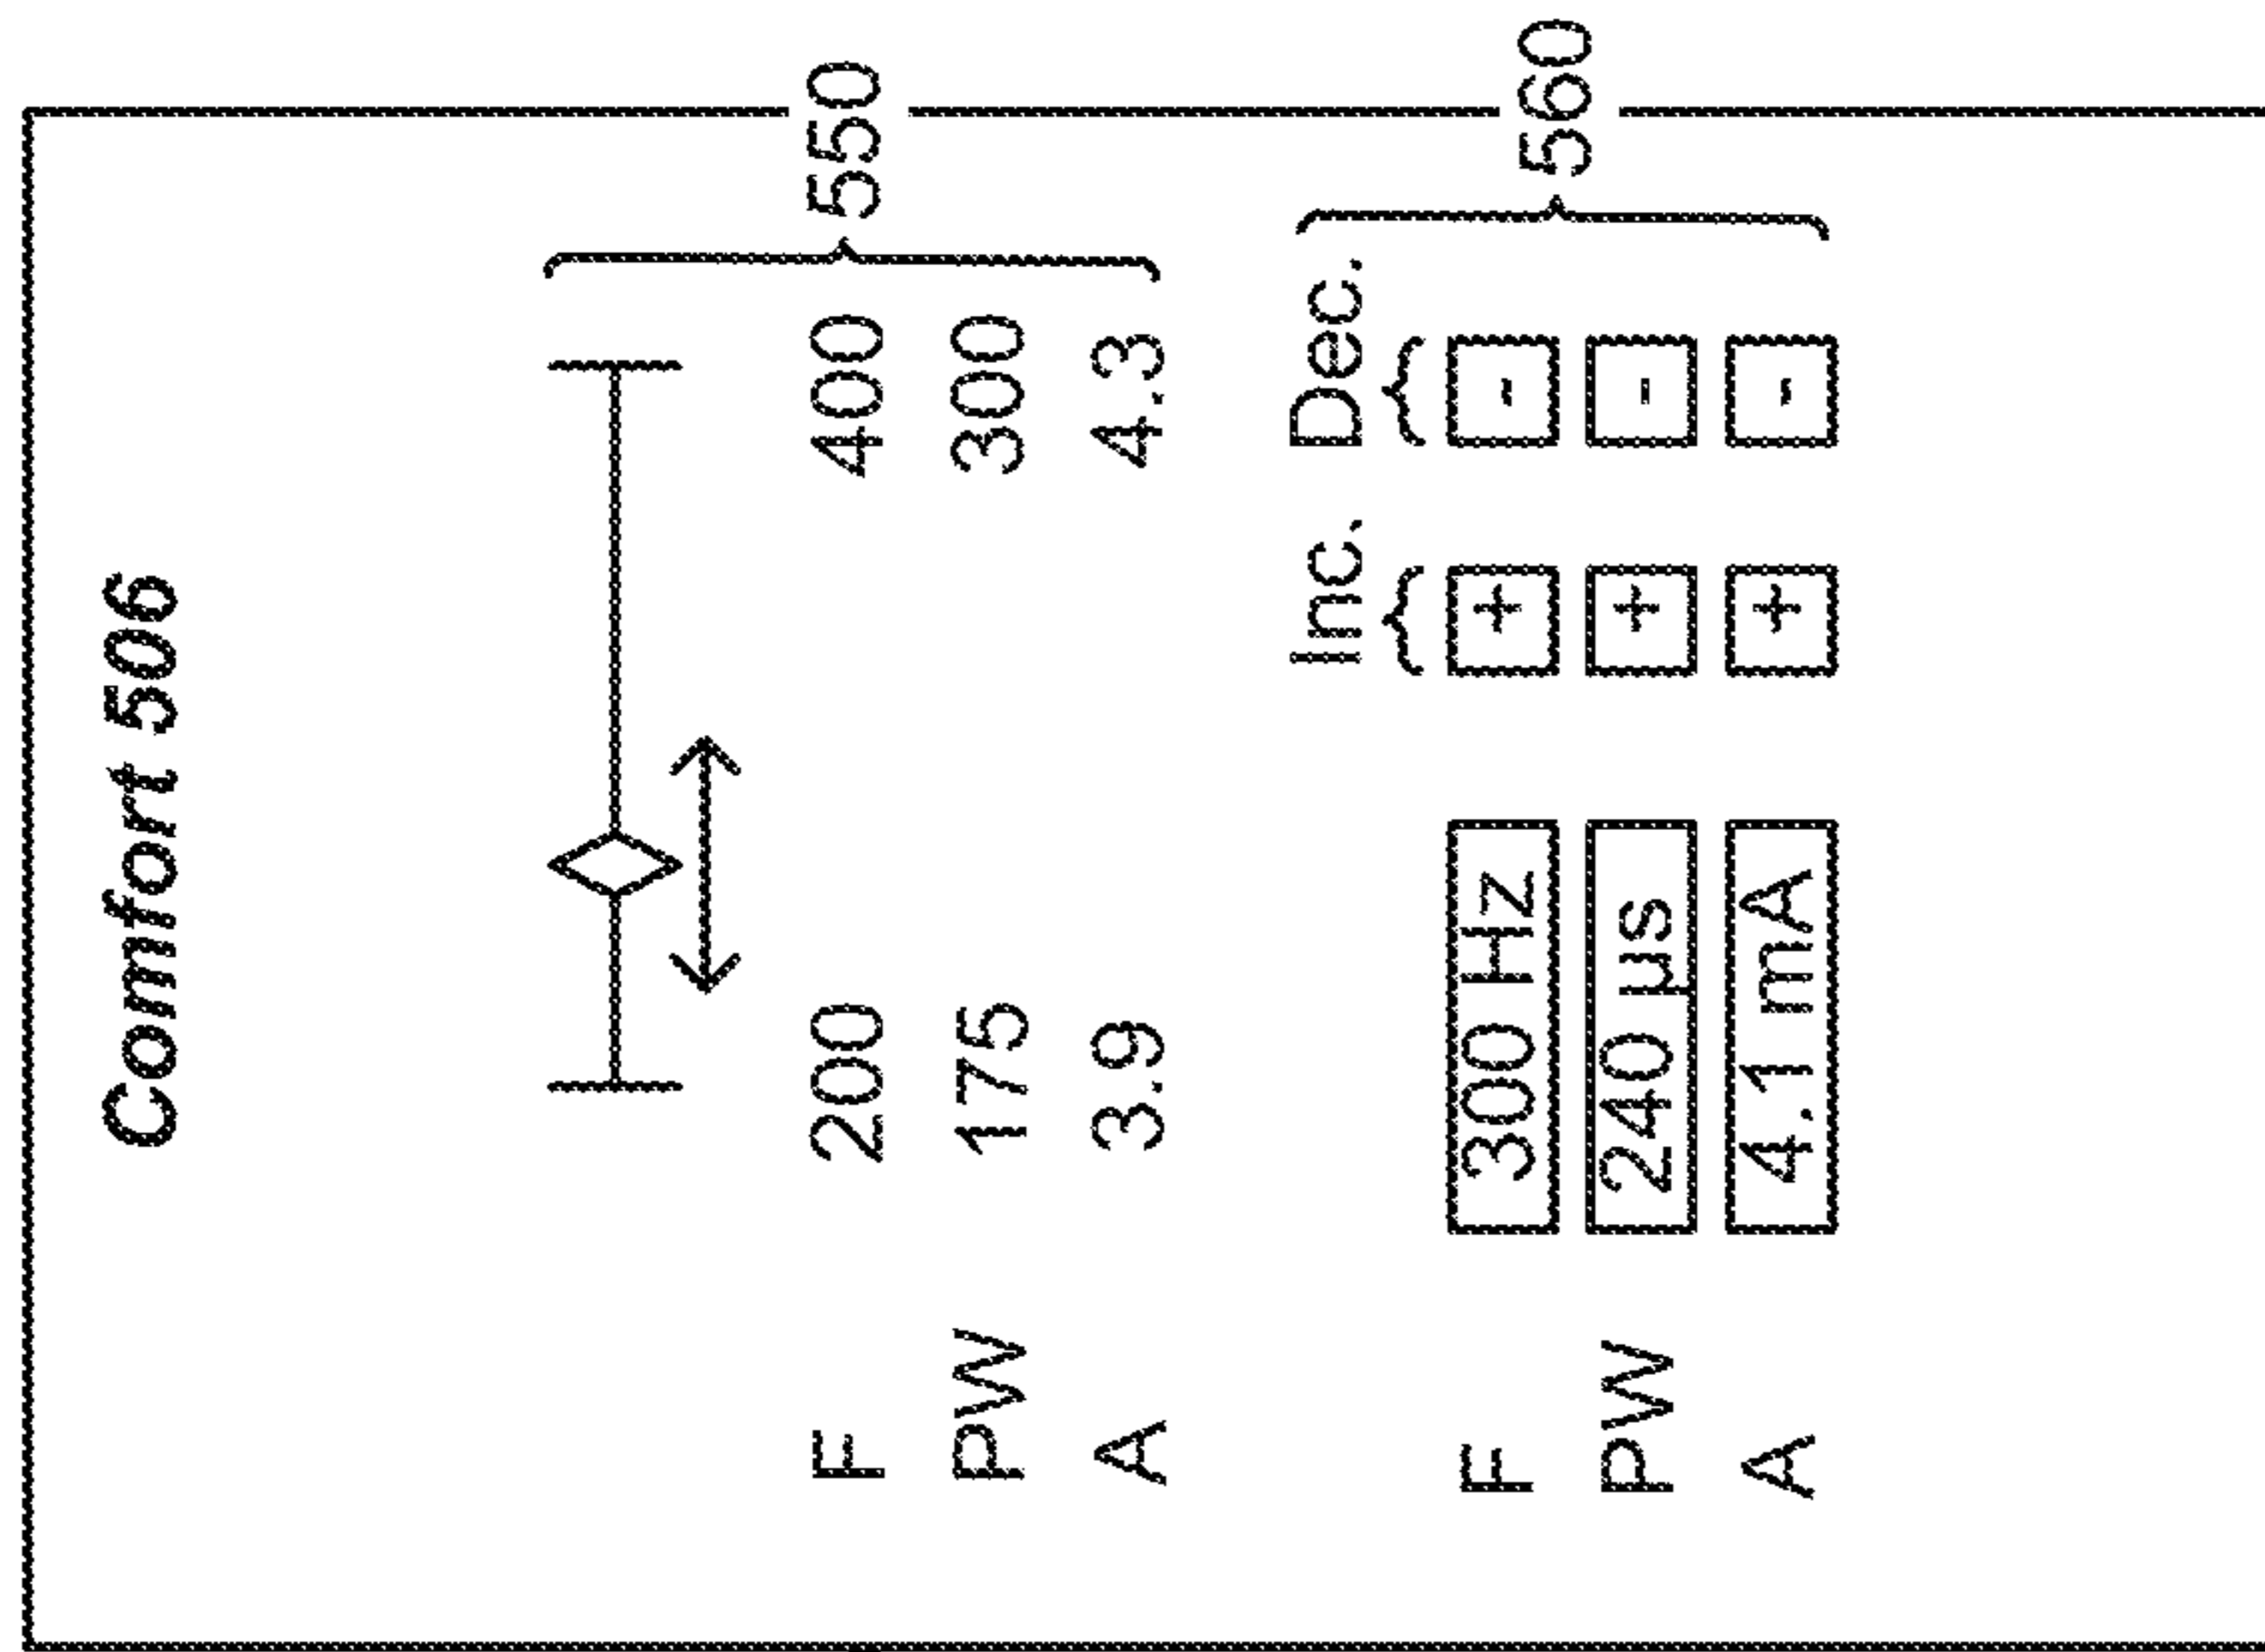 Comfort 506
F 200 400 550
PW 175 300
A 3.9 4.3
Inc. Dec.
F 300 Hz + -
PW 240 µs + - 560
A 4.1 mA + -